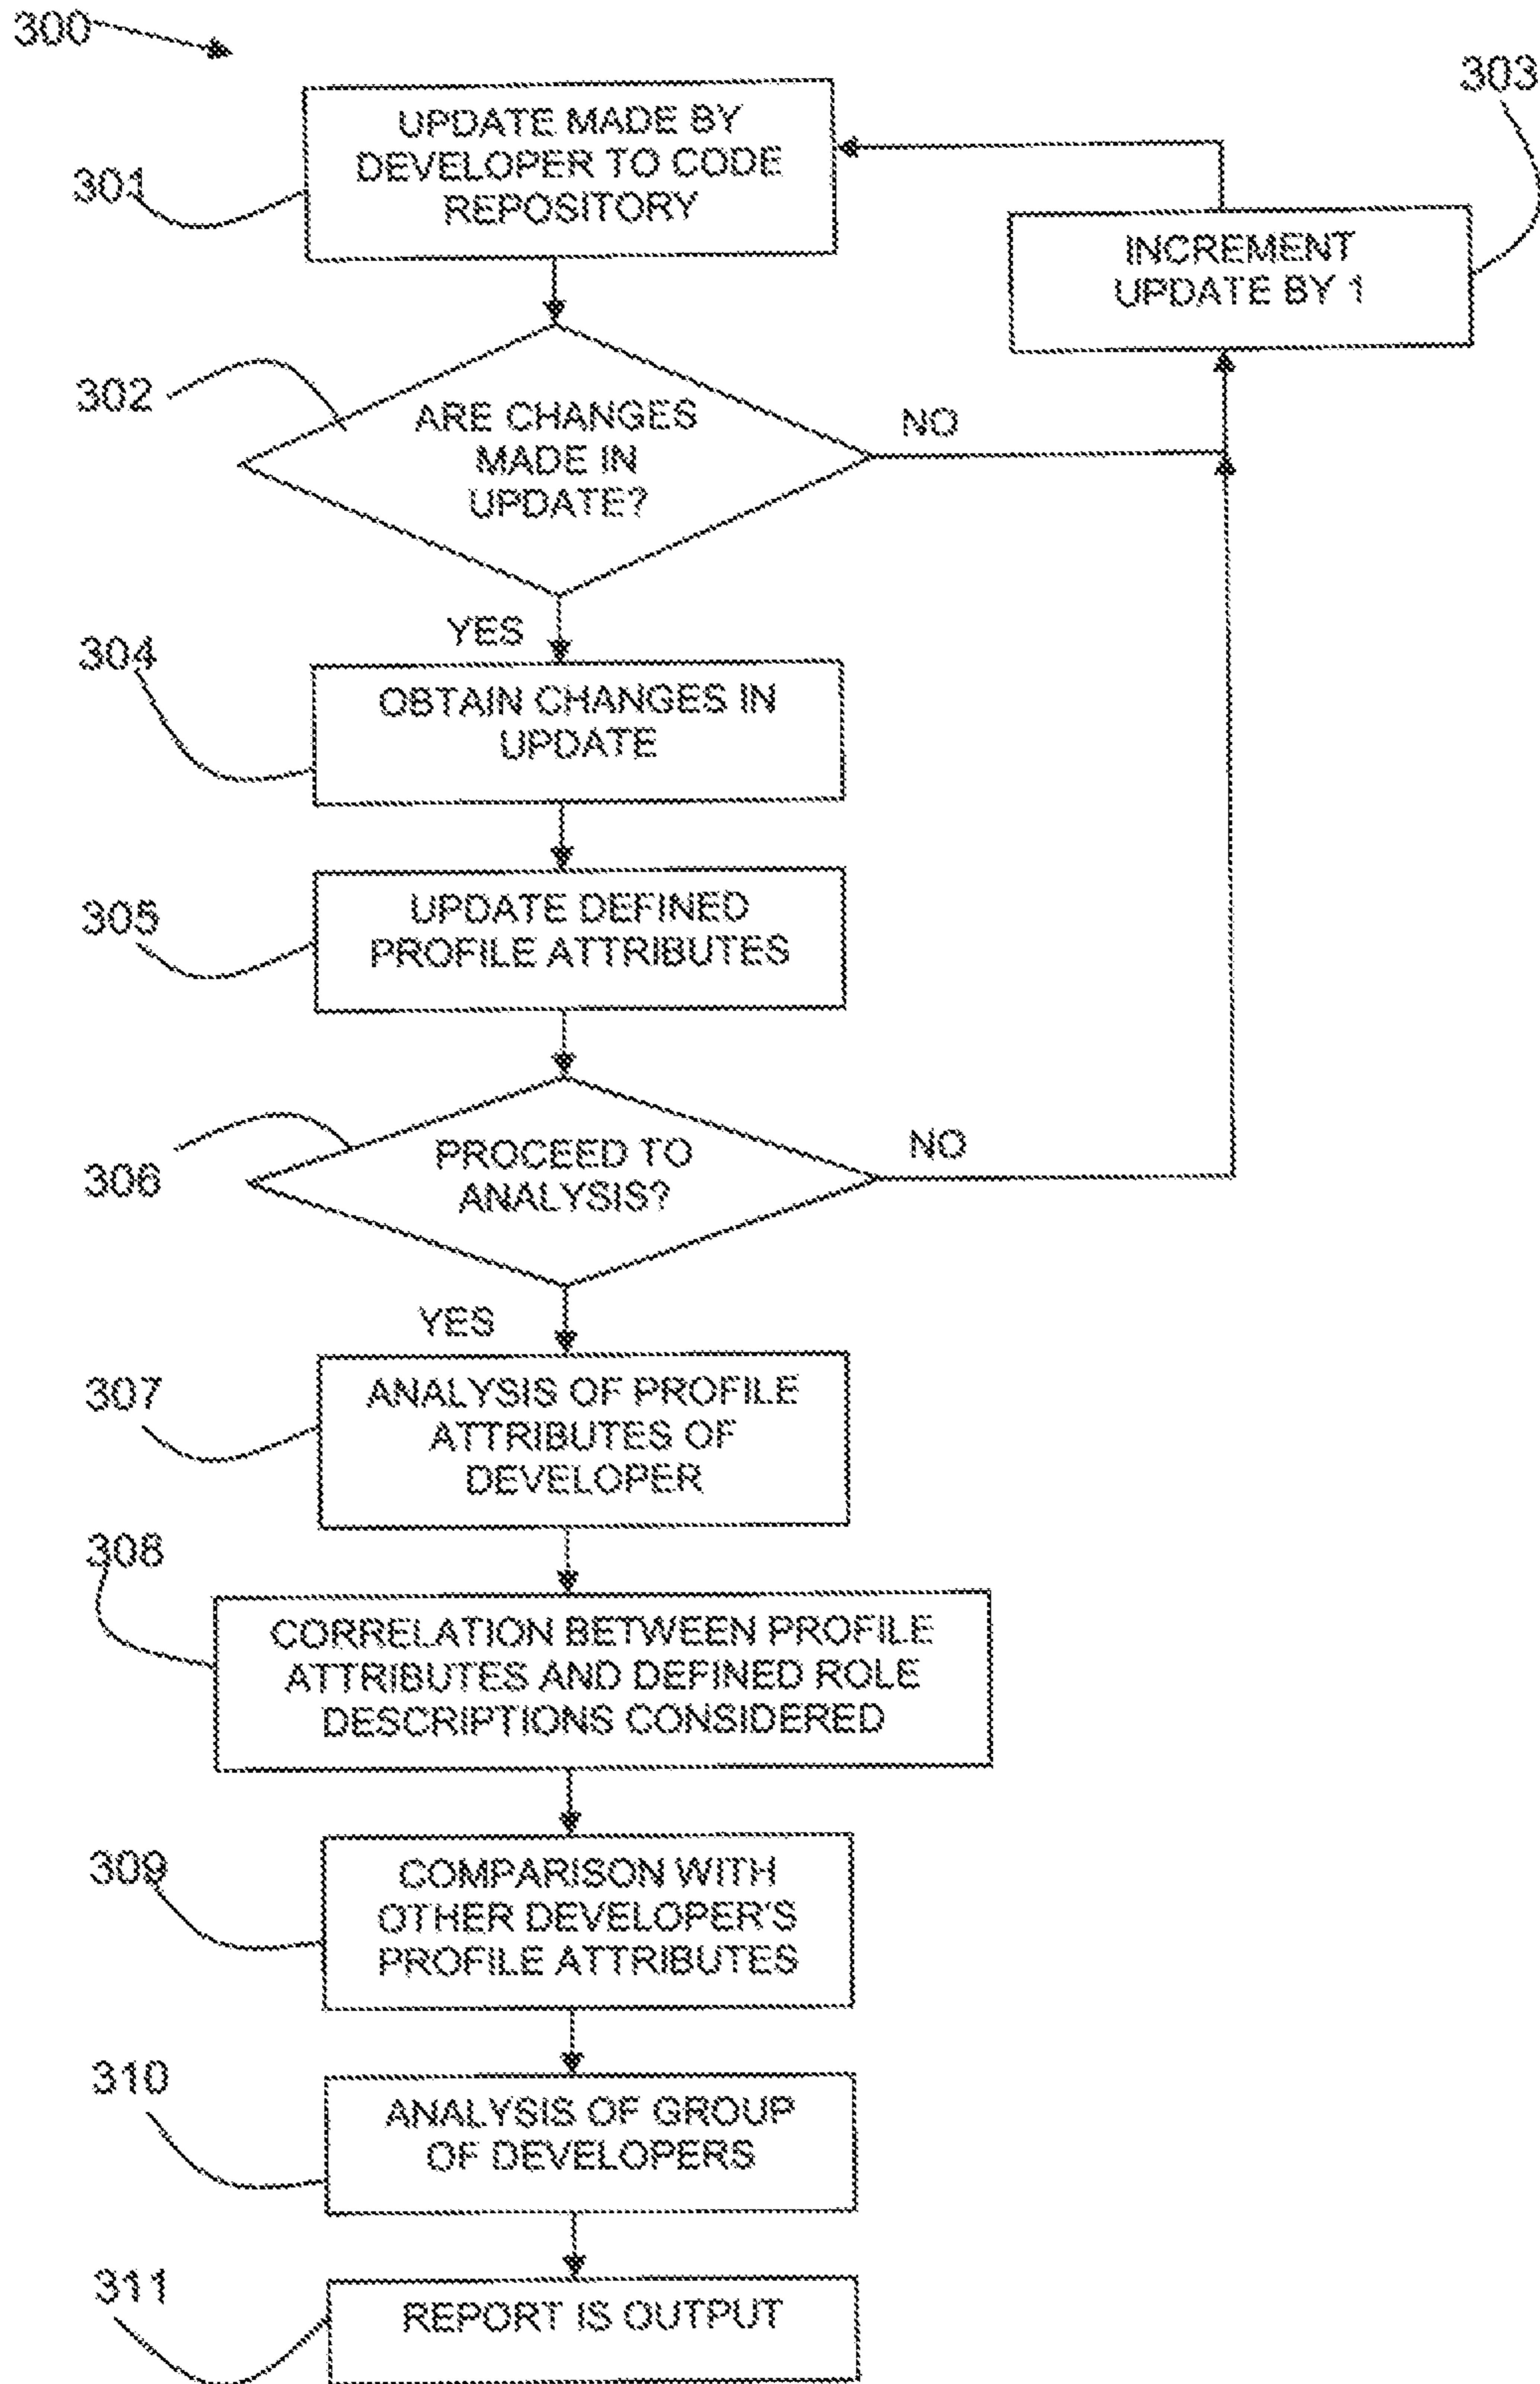 300
303
UPDATE MADE BY
DEVELOPER TO CODE
REPOSITORY
301
INCREMENT
UPDATE BY 1
302
ARE CHANGES
MADE IN
UPDATE?
NO
YES
304
OBTAIN CHANGES IN
UPDATE
305
UPDATE DEFINED
PROFILE ATTRIBUTES
306
PROCEED TO
ANALYSIS?
NO
YES
307
ANALYSIS OF PROFILE
ATTRIBUTES OF
DEVELOPER
308
CORRELATION BETWEEN PROFILE
ATTRIBUTES AND DEFINED ROLE
DESCRIPTIONS CONSIDERED
309
COMPARISON WITH
OTHER DEVELOPER'S
PROFILE ATTRIBUTES
310
ANALYSIS OF GROUP
OF DEVELOPERS
311
REPORT IS OUTPUT